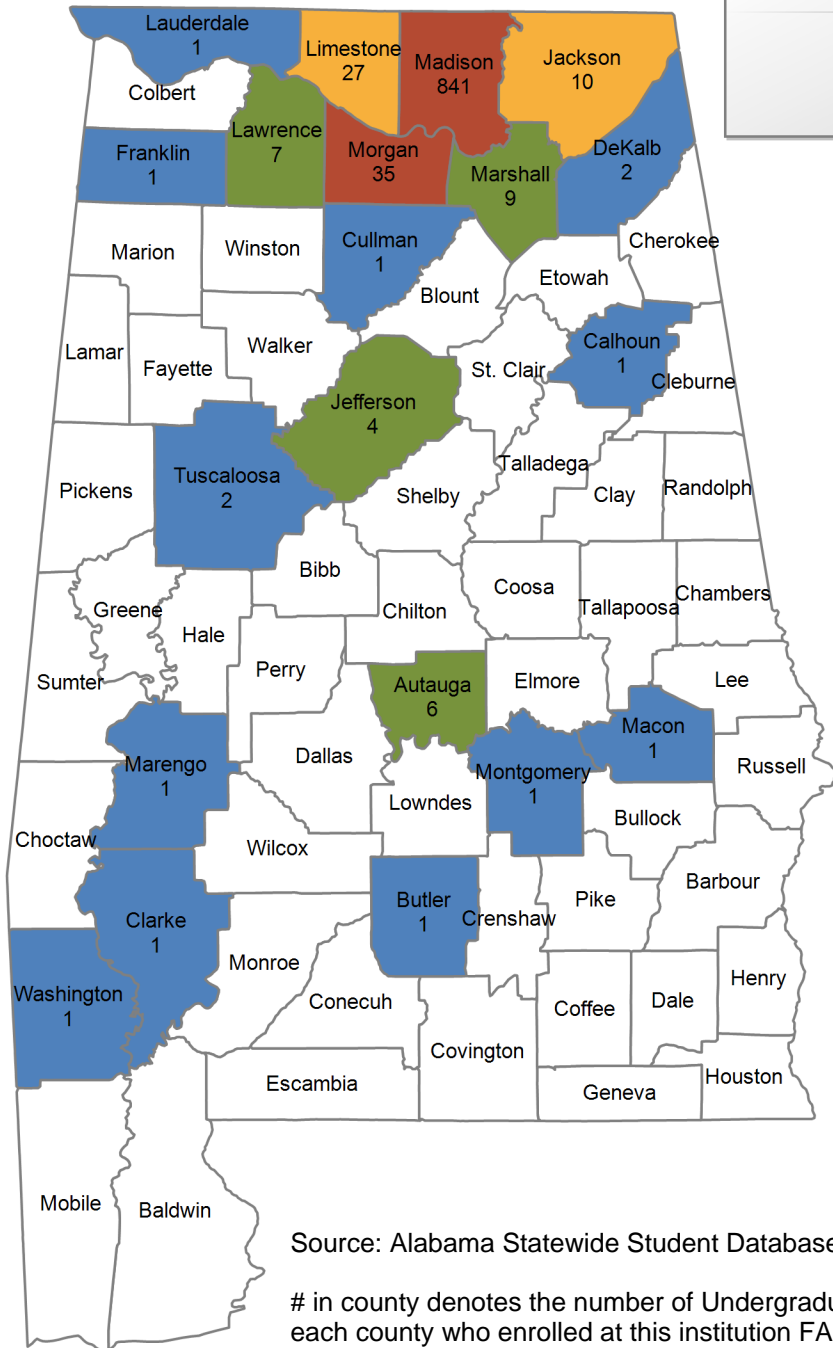 Lauderdale
1
Limestone
27
Madison
841
Jackson
10
Colbert
Lawrence
7
Franklin
1
Morgan
35
Marshall
9
DeKalb
2
Marion
Winston
Cullman
1
Cherokee
Blount
Etowah
Lamar
Fayette
Walker
St. Clair
Calhoun
1
Cleburne
Jefferson
4
Pickens
Tuscaloosa
2
Shelby
Talladega
Clay
Randolph
Bibb
Greene
Hale
Chilton
Coosa
Tallapoosa
Chambers
Sumter
Perry
Autauga
6
Elmore
Lee
Marengo
1
Dallas
Montgomery
1
Macon
1
Russell
Choctaw
Lowndes
Bullock
Wilcox
Clarke
1
Butler
1
Crenshaw
Pike
Barbour
Washington
1
Monroe
Conecuh
Coffee
Dale
Henry
Covington
Escambia
Geneva
Houston
Mobile
Baldwin
Source: Alabama Statewide Student Database
# in county denotes the number of Undergradu
each county who enrolled at this institution FA